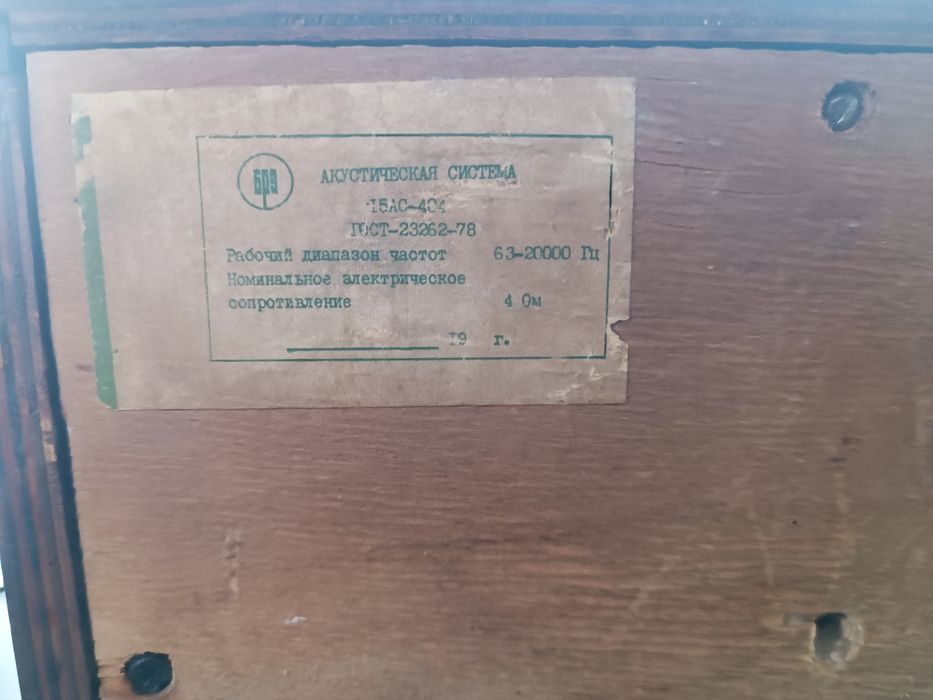 БРЗ
АКУСТИЧЕСКАЯ СИСТЕМА
15АС-404
ГОСТ-23262-78
Рабочий диапазон частот 63-20000 Гц
Номинальное электрическое
сопротивление 4 Ом
19 г.